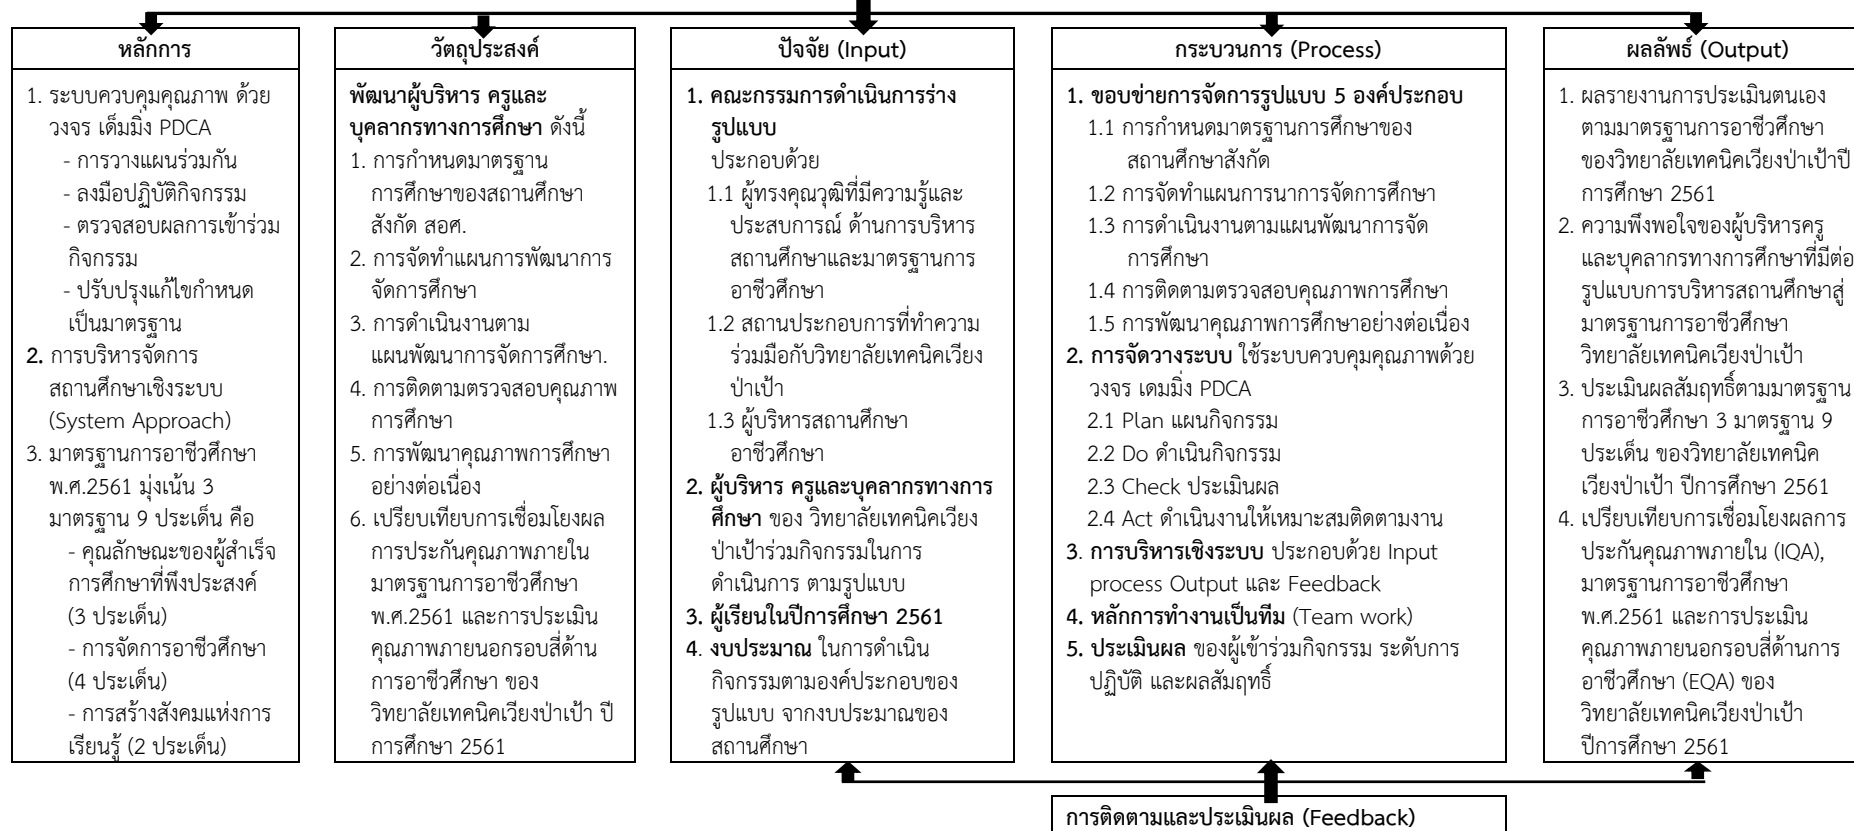 หลักการ
1. ระบบควบคุมคุณภาพ ด้วย
วงจร เด็มมิ่ง PDCA
- การวางแผนร่วมกัน
- ลงมือปฏิบัติกิจกรรม
- ตรวจสอบผลการเข้าร่วม
กิจกรรม
- ปรับปรุงแก้ไขกำหนด
เป็นมาตรฐาน
2. การบริหารจัดการ
สถานศึกษาเชิงระบบ
(System Approach)
3. มาตรฐานการอาชีวศึกษา
พ.ศ.2561 มุ่งเน้น 3
มาตรฐาน 9 ประเด็น คือ
- คุณลักษณะของผู้สำเร็จ
การศึกษาที่พึงประสงค์
(3 ประเด็น)
- การจัดการอาชีวศึกษา
(4 ประเด็น)
- การสร้างสังคมแห่งการ
เรียนรู้ (2 ประเด็น)
วัตถุประสงค์
พัฒนาผู้บริหาร ครูและ
บุคลากรทางการศึกษา ดังนี้
1. การกำหนดมาตรฐาน
การศึกษาของสถานศึกษา
สังกัด สอศ.
2. การจัดทำแผนการพัฒนาการ
จัดการศึกษา
3. การดำเนินงานตาม
แผนพัฒนาการจัดการศึกษา.
4. การติดตามตรวจสอบคุณภาพ
การศึกษา
5. การพัฒนาคุณภาพการศึกษา
อย่างต่อเนื่อง
6. เปรียบเทียบการเชื่อมโยงผล
การประกันคุณภาพภายใน
มาตรฐานการอาชีวศึกษา
พ.ศ.2561 และการประเมิน
คุณภาพภายนอกรอบสี่ด้าน
การอาชีวศึกษา ของ
วิทยาลัยเทคนิคเวียงป่าเป้า ปี
การศึกษา 2561
ปัจจัย (Input)
1. คณะกรรมการดำเนินการร่าง
รูปแบบ
ประกอบด้วย
1.1 ผู้ทรงคุณวุฒิที่มีความรู้และ
ประสบการณ์ ด้านการบริหาร
สถานศึกษาและมาตรฐานการ
อาชีวศึกษา
1.2 สถานประกอบการที่ทำความ
ร่วมมือกับวิทยาลัยเทคนิคเวียง
ป่าเป้า
1.3 ผู้บริหารสถานศึกษา
อาชีวศึกษา
2. ผู้บริหาร ครูและบุคลากรทางการ
ศึกษา ของ วิทยาลัยเทคนิคเวียง
ป่าเป้าร่วมกิจกรรมในการ
ดำเนินการ ตามรูปแบบ
3. ผู้เรียนในปีการศึกษา 2561
4. งบประมาณ ในการดำเนิน
กิจกรรมตามองค์ประกอบของ
รูปแบบ จากงบประมาณของ
สถานศึกษา
กระบวนการ (Process)
1. ขอบข่ายการจัดการรูปแบบ 5 องค์ประกอบ
1.1 การกำหนดมาตรฐานการศึกษาของ
สถานศึกษาสังกัด
1.2 การจัดทำแผนการนาการจัดการศึกษา
1.3 การดำเนินงานตามแผนพัฒนาการจัด
การศึกษา
1.4 การติดตามตรวจสอบคุณภาพการศึกษา
1.5 การพัฒนาคุณภาพการศึกษาอย่างต่อเนื่อง
2. การจัดวางระบบ ใช้ระบบควบคุมคุณภาพด้วย
วงจร เดมมิ่ง PDCA
2.1 Plan แผนกิจกรรม
2.2 Do ดำเนินกิจกรรม
2.3 Check ประเมินผล
2.4 Act ดำเนินงานให้เหมาะสมติดตามงาน
3. การบริหารเชิงระบบ ประกอบด้วย Input
process Output และ Feedback
4. หลักการทำงานเป็นทีม (Team work)
5. ประเมินผล ของผู้เข้าร่วมกิจกรรม ระดับการ
ปฏิบัติ และผลสัมฤทธิ์
ผลลัพธ์ (Output)
1. ผลรายงานการประเมินตนเอง
ตามมาตรฐานการอาชีวศึกษา
ของวิทยาลัยเทคนิคเวียงป่าเป้าปี
การศึกษา 2561
2. ความพึงพอใจของผู้บริหารครู
และบุคลากรทางการศึกษาที่มีต่อ
รูปแบบการบริหารสถานศึกษาสู่
มาตรฐานการอาชีวศึกษา
วิทยาลัยเทคนิคเวียงป่าเป้า
3. ประเมินผลสัมฤทธิ์ตามมาตรฐาน
การอาชีวศึกษา 3 มาตรฐาน 9
ประเด็น ของวิทยาลัยเทคนิค
เวียงป่าเป้า ปีการศึกษา 2561
4. เปรียบเทียบการเชื่อมโยงผลการ
ประกันคุณภาพภายใน (IQA),
มาตรฐานการอาชีวศึกษา
พ.ศ.2561 และการประเมิน
คุณภาพภายนอกรอบสี่ด้านการ
อาชีวศึกษา (EQA) ของ
วิทยาลัยเทคนิคเวียงป่าเป้า
ปีการศึกษา 2561
การติดตามและประเมินผล (Feedback)